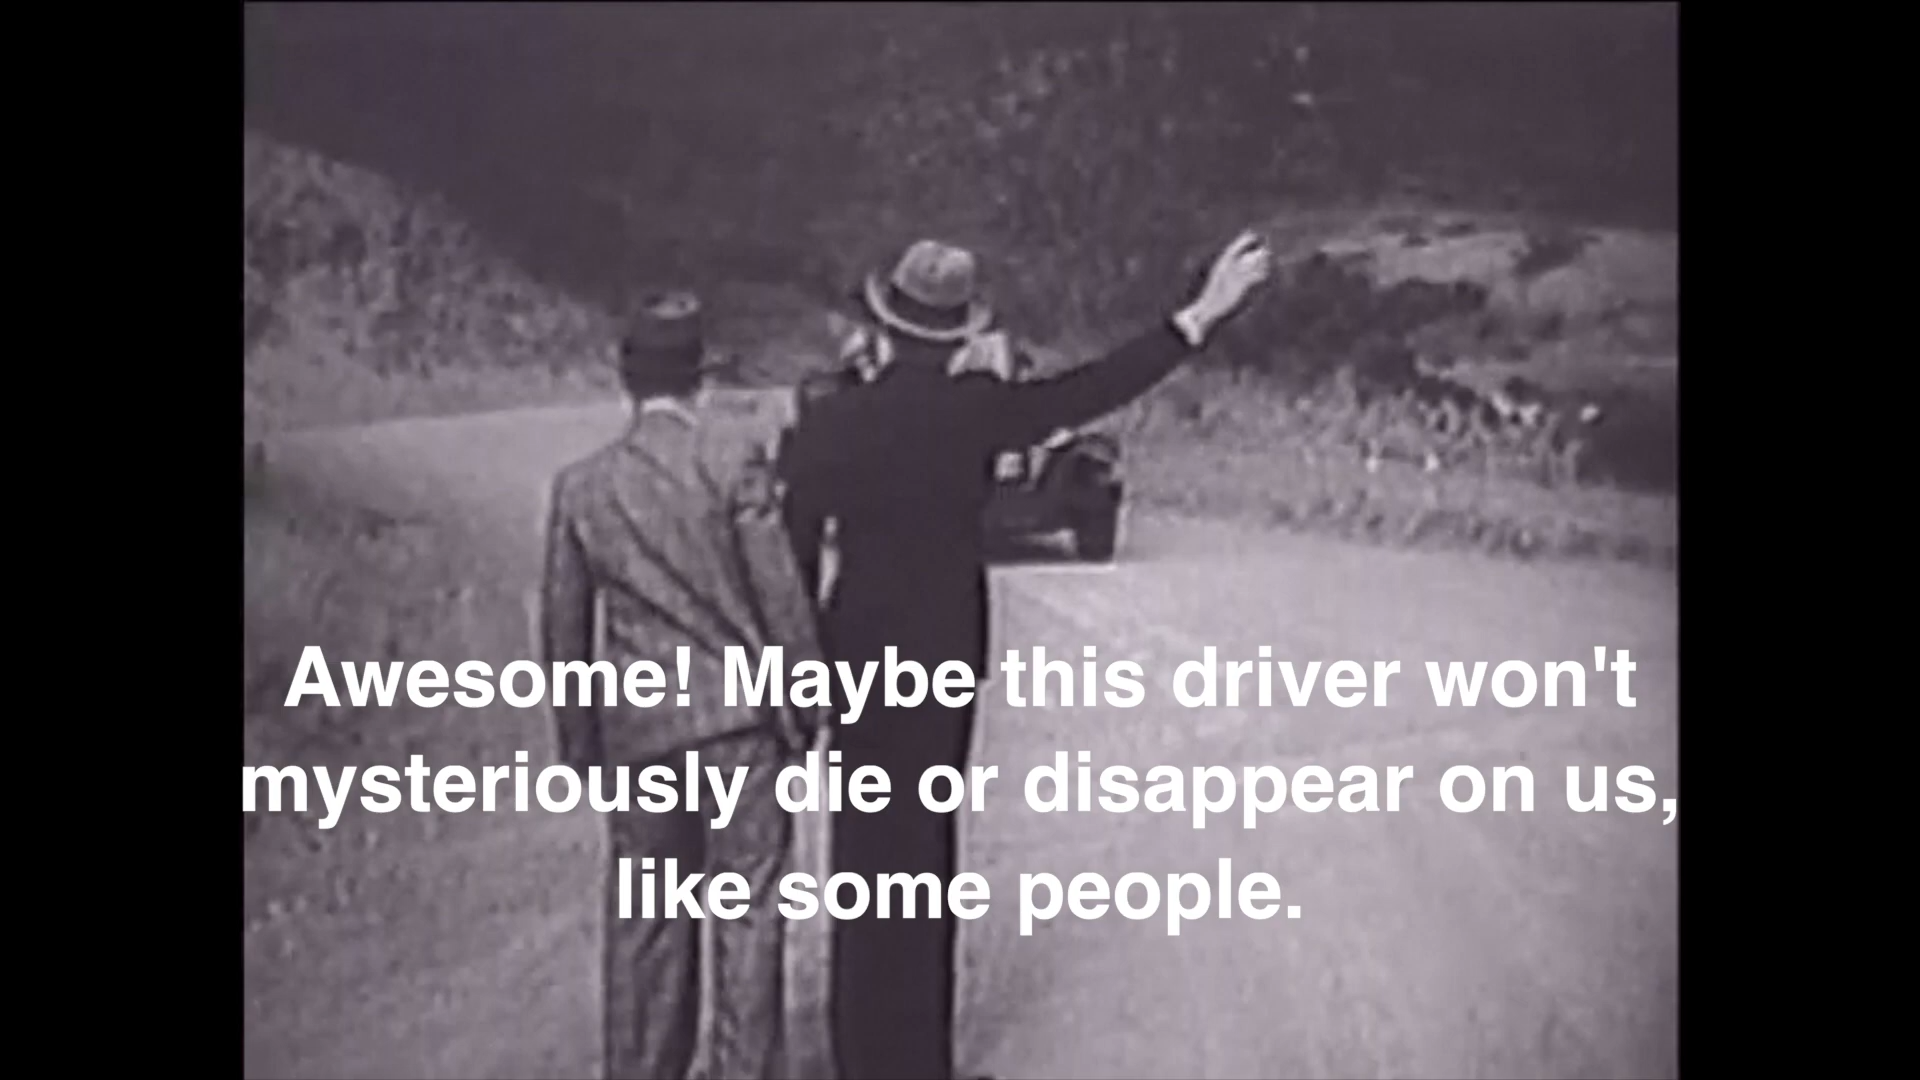 Awesome! Maybe this driver won't
mysteriously die or disappear on us,
like some people.